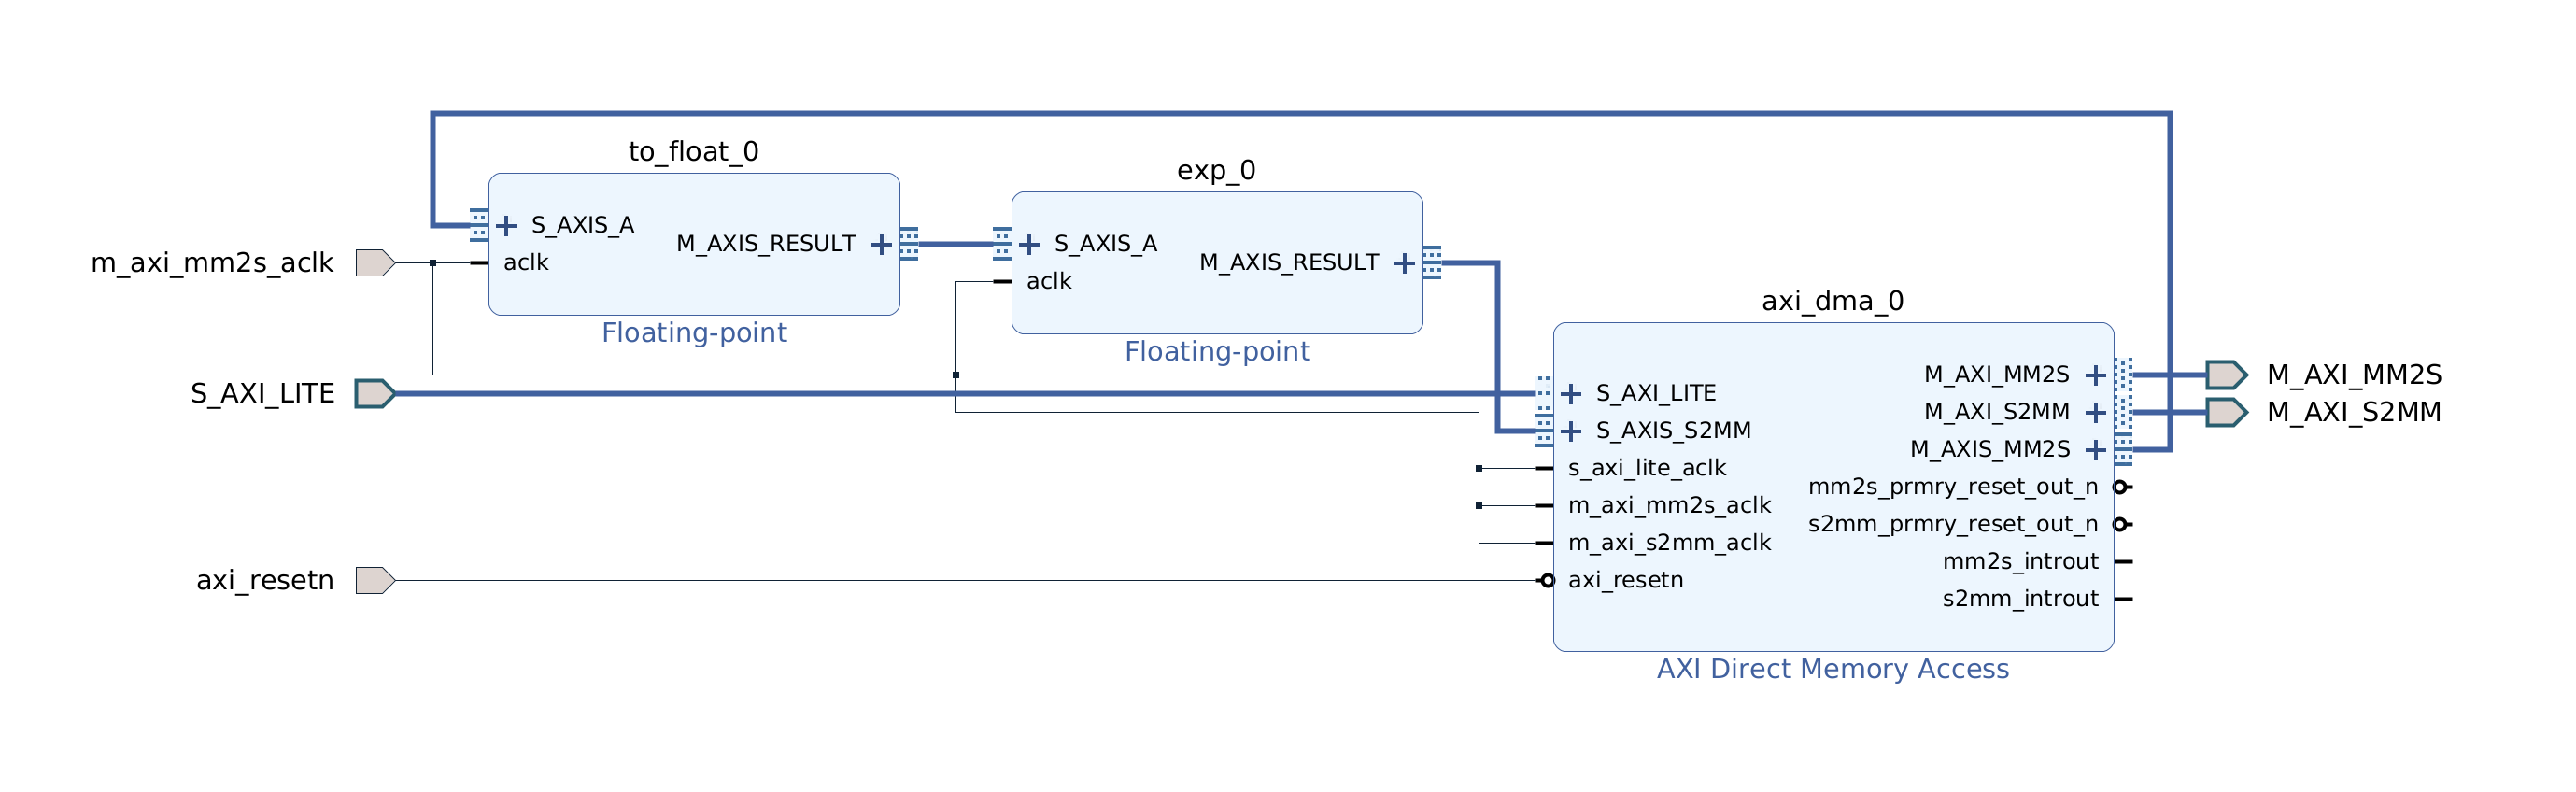 to_float_0
S_AXIS_A
M_AXIS_RESULT
aclk
Floating-point
exp_0
S_AXIS_A
M_AXIS_RESULT
aclk
Floating-point
m_axi_mm2s_aclk
S_AXI_LITE
axi_resetn
axi_dma_0
S_AXI_LITE
S_AXIS_S2MM
s_axi_lite_aclk
m_axi_mm2s_aclk
m_axi_s2mm_aclk
axi_resetn
M_AXI_MM2S
M_AXI_S2MM
M_AXIS_MM2S
mm2s_prmry_reset_out_n
s2mm_prmry_reset_out_n
mm2s_introut
s2mm_introut
AXI Direct Memory Access
M_AXI_MM2S
M_AXI_S2MM